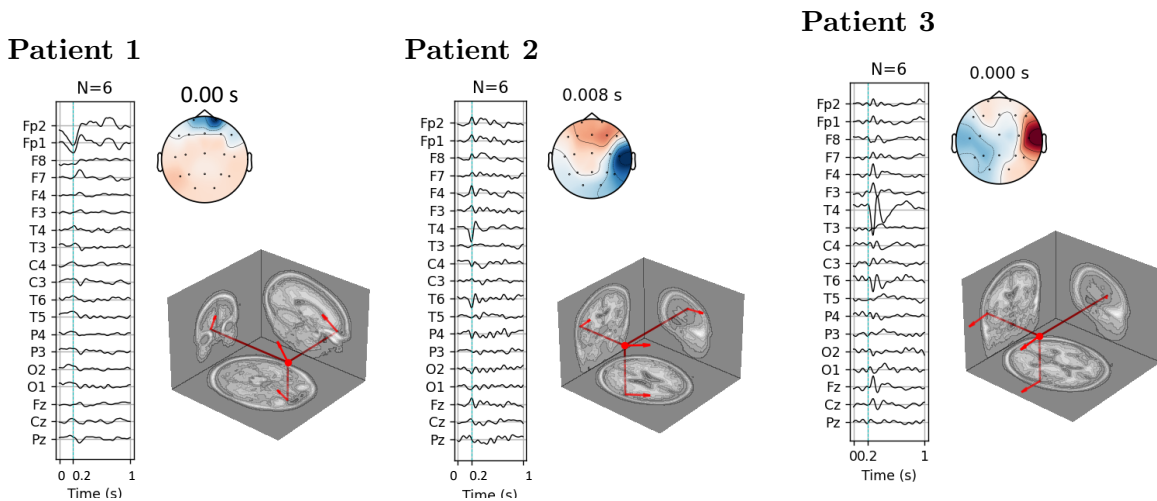 Patient 1
N=6
0.00 s
Fp2
Fp1
F8
F7
F4
F3
T4
T3
C4
C3
T6
T5
P4
P3
O2
O1
Fz
Cz
Pz
0 0.2 1
Time (s)
Patient 2
N=6
0.008 s
Fp2
Fp1
F8
F7
F4
F3
T4
T3
C4
C3
T6
T5
P4
P3
O2
O1
Fz
Cz
Pz
0 0.2 1
Time (s)
Patient 3
N=6
0.000 s
Fp2
Fp1
F8
F7
F4
F3
T4
T3
C4
C3
T6
T5
P4
P3
O2
O1
Fz
Cz
Pz
00.2 1
Time (s)